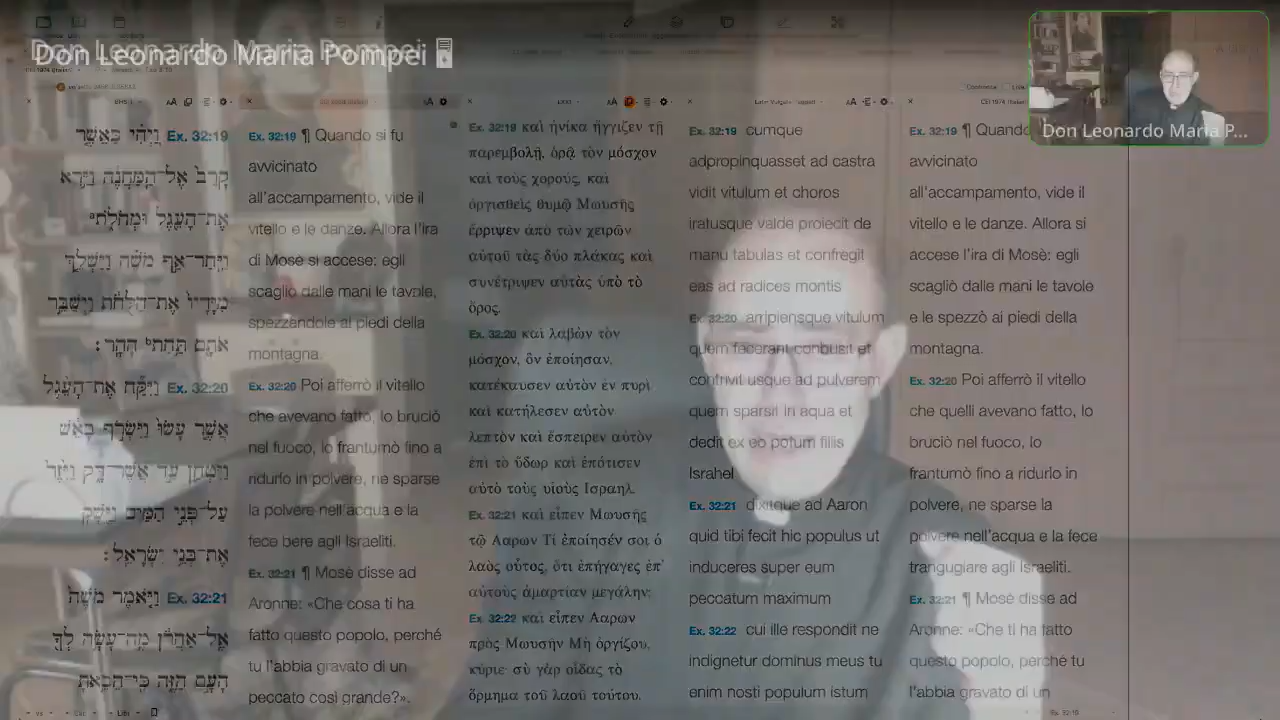 Don Leonardo Maria Pompei
Don Leonardo Maria P...
וַיְהִ֗י כַּאֲשֶׁ֤ר Ex. 32:19
קָרַב֙ אֶל־הַֽמַּחֲנֶ֔ה וַיַּ֥רְא
אֶת־הָעֵ֖גֶל וּמְחֹלֹ֑ת
וַיִּֽחַר־אַ֣ף מֹשֶׁ֗ה וַיַּשְׁלֵ֤ךְ
אֶת־הַלֻּחֹ֔ת וַיְשַׁבֵּ֥ר
אֹתָ֖ם תַּ֥חַת הָהָֽר׃
וַיִּקַּ֞ח אֶת־הָעֵ֨גֶל Ex. 32:20
אֲשֶׁ֤ר עָשׂוּ֙ וַיִּשְׂרֹ֣ף בָּאֵ֔שׁ
וַיִּטְחַ֖ן עַ֣ד אֲשֶׁר־דָּ֑ק וַיִּ֙זֶר֙
עַל־פְּנֵ֣י הַמַּ֔יִם וַיַּ֖שְׁקְ
אֶת־בְּנֵ֥י יִשְׂרָאֵֽל׃
וַיֹּ֤אמֶר מֹשֶׁה֙ Ex. 32:21
אֶֽל־אַהֲרֹ֔ן מֶֽה־עָשָׂ֥ה לְךָ֖
הָעָ֣ם הַזֶּ֑ה כִּֽי־הֵבֵ֥אתָ
Ex. 32:19 ¶ Quando si fu
avvicinato
all'accampamento, vide il
vitello e le danze. Allora l'ira
di Mosè si accese: egli
scagliò dalle mani le tavole,
spezzandole ai piedi della
montagna.
Ex. 32:20 Poi afferrò il vitello
che avevano fatto, lo bruciò
nel fuoco, lo frantumò fino a
ridurlo in polvere, ne sparse
la polvere nell'acqua e la
fece bere agli Israeliti.
Ex. 32:21 ¶ Mosè disse ad
Aronne: «Che cosa ti ha
fatto questo popolo, perché
tu l'abbia gravato di un
peccato così grande?».
Ex. 32:19 καὶ ἡνίκα ἤγγιζεν τῇ
παρεμβολῇ, ὁρᾷ τὸν μόσχον
καὶ τοὺς χορούς, καὶ
ὀργισθεὶς θυμῷ Μωυσῆς
ἔρριψεν ἀπὸ τῶν χειρῶν
αὐτοῦ τὰς δύο πλάκας καὶ
συνέτριψεν αὐτὰς ὑπὸ τὸ
ὄρος.
Ex. 32:20 καὶ λαβὼν τὸν
μόσχον, ὃν ἐποίησαν,
κατέκαυσεν αὐτὸν ἐν πυρὶ
καὶ κατήλεσεν αὐτὸν
λεπτὸν καὶ ἔσπειρεν αὐτὸν
ἐπὶ τὸ ὕδωρ καὶ ἐπότισεν
αὐτὸ τοὺς υἱοὺς Ισραηλ.
Ex. 32:21 καὶ εἶπεν Μωυσῆς
τῷ Ααρων Τί ἐποίησέν σοι ὁ
λαὸς οὗτος, ὅτι ἐπήγαγες ἐπ'
αὐτοὺς ἁμαρτίαν μεγάλην;
Ex. 32:22 καὶ εἶπεν Ααρων
πρὸς Μωυσῆν Μὴ ὀργίζου,
κύριε· σὺ γὰρ οἶδας τὸ
ὅρμημα τοῦ λαοῦ τούτου.
Ex. 32:19 cumque
adpropinquasset ad castra
vidit vitulum et choros
iratusque valde proiecit de
manu tabulas et confregit
eas ad radices montis
Ex. 32:20 arripiensque vitulum
quem fecerant conbusit et
contrivit usque ad pulverem
quem sparsit in aqua et
dedit ex eo potum filiis
Israhel
Ex. 32:21 dixitque ad Aaron
quid tibi fecit hic populus ut
induceres super eum
peccatum maximum
Ex. 32:22 cui ille respondit ne
indignetur dominus meus tu
enim nosti populum istum
Ex. 32:19 ¶ Quando
avvicinato
all'accampamento, vide il
vitello e le danze. Allora si
accese l'ira di Mosè: egli
scagliò dalle mani le tavole
e le spezzò ai piedi della
montagna.
Ex. 32:20 Poi afferrò il vitello
che quelli avevano fatto, lo
bruciò nel fuoco, lo
frantumò fino a ridurlo in
polvere, ne sparse la
polvere nell'acqua e la fece
trangugiare agli Israeliti.
Ex. 32:21 ¶ Mosè disse ad
Aronne: «Che ti ha fatto
questo popolo, perché tu
l'abbia gravato di un